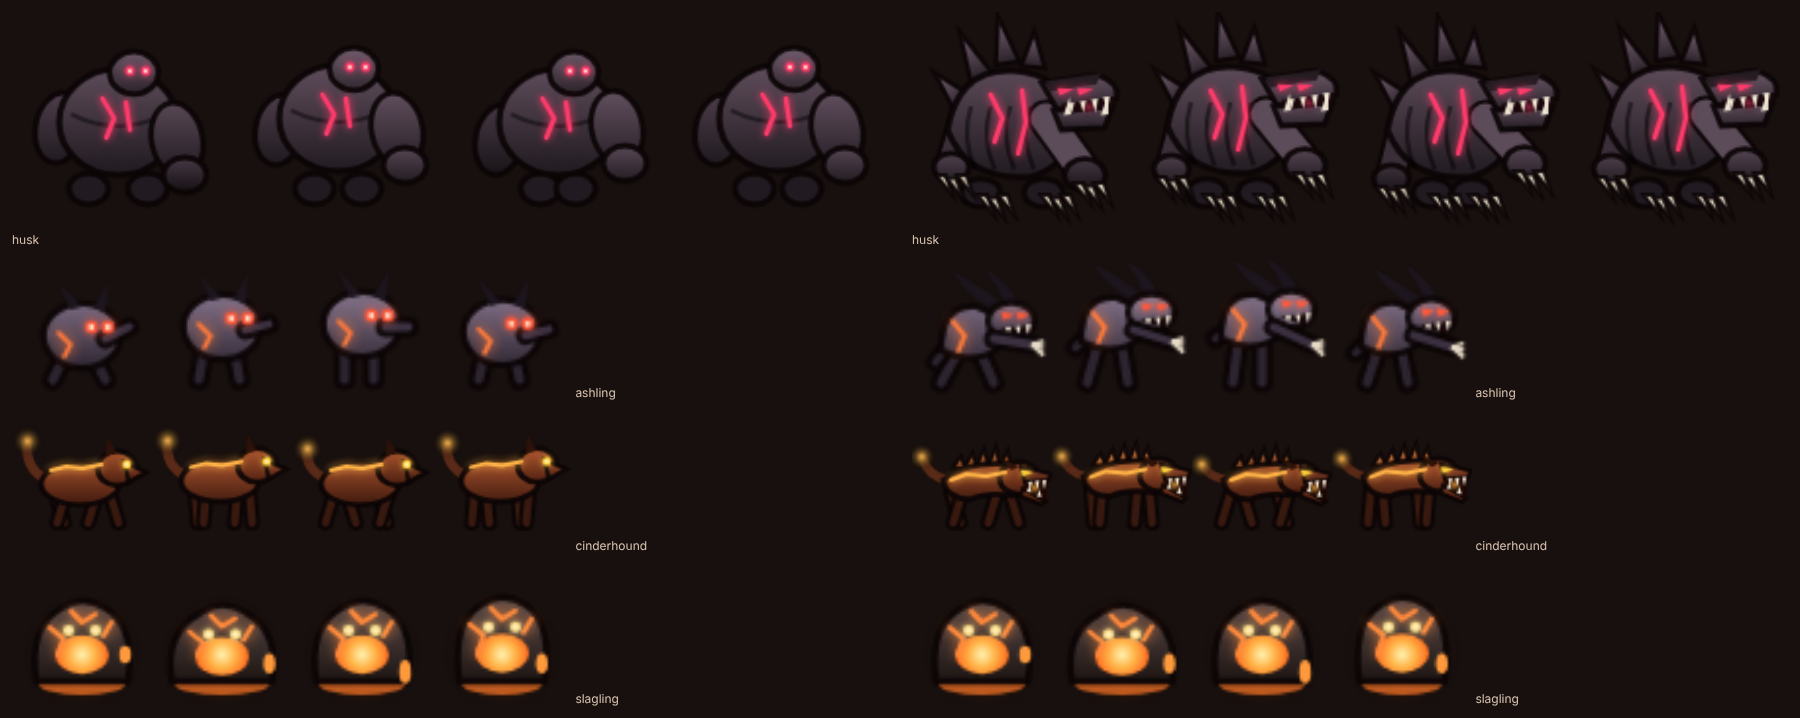 husk
husk
ashling
ashling
cinderhound
cinderhound
slagling
slagling